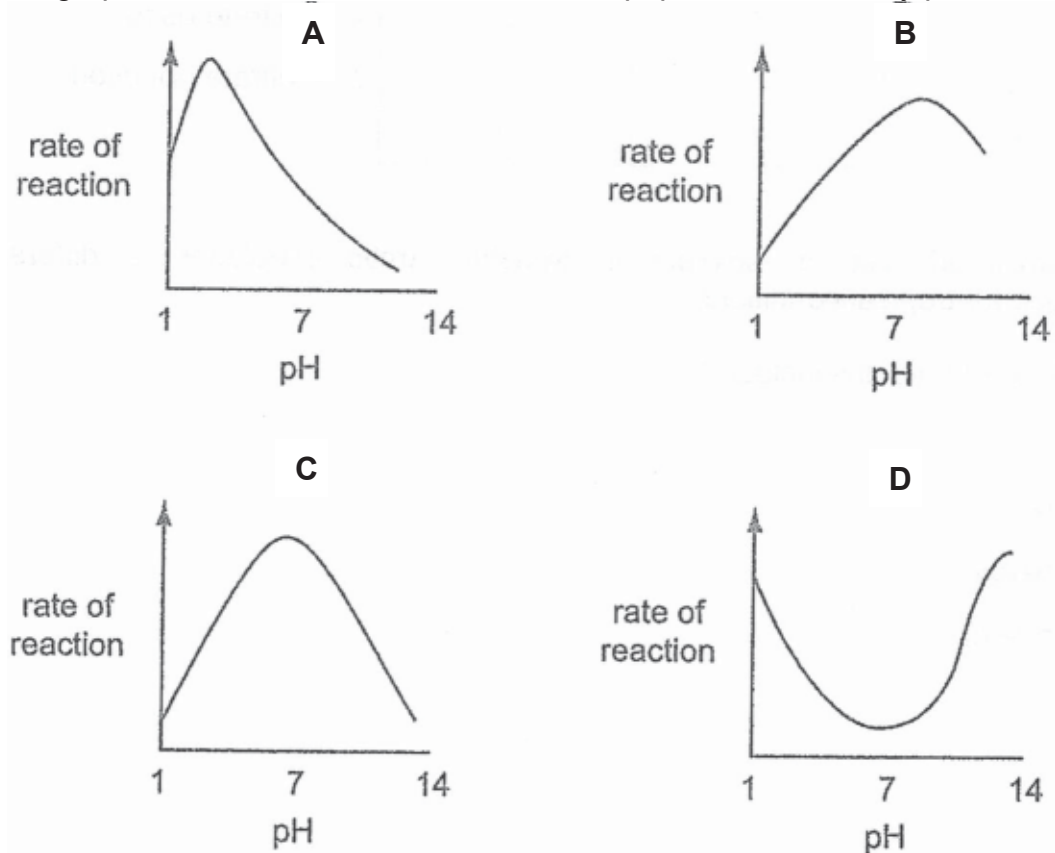 A
B
rate of
reaction
1 7 14
pH
rate of
reaction
1 7 14
pH
C
D
rate of
reaction
1 7 14
pH
rate of
reaction
1 7 14
pH